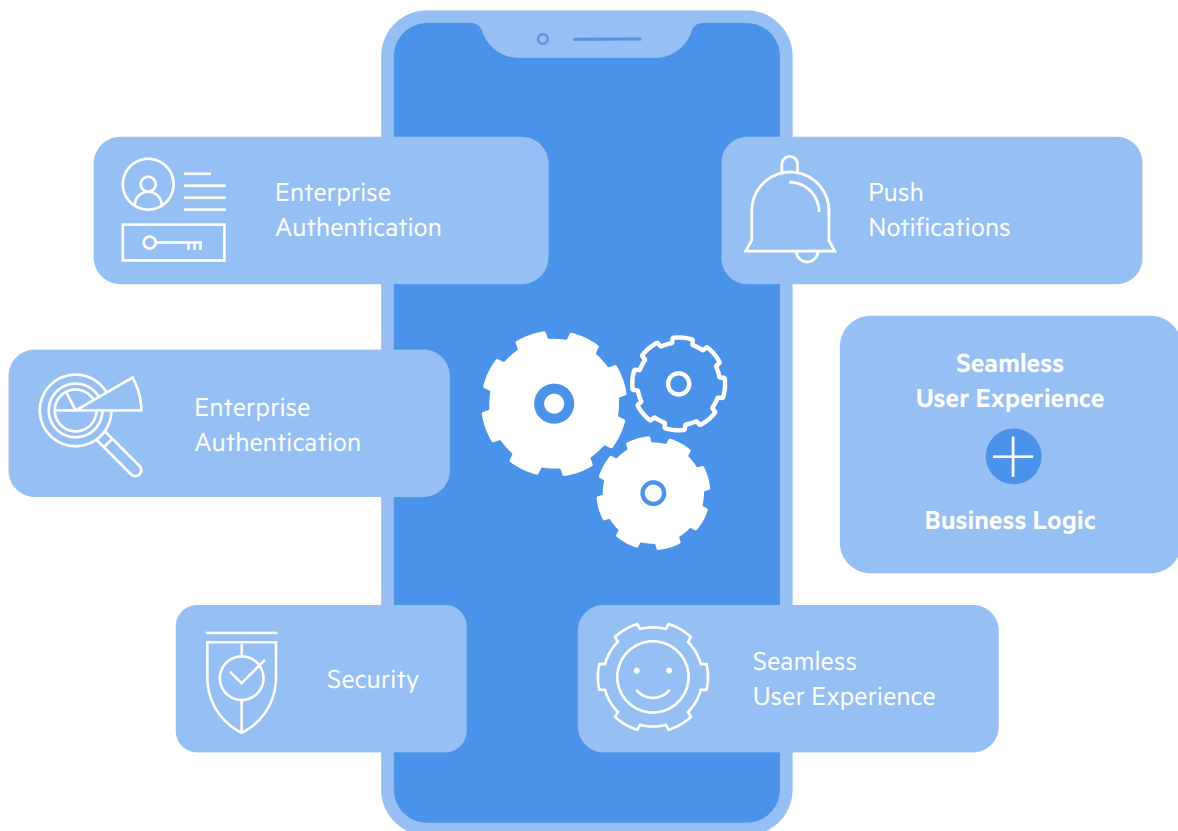 Enterprise
Authentication
Push
Notifications
Enterprise
Authentication
Seamless
User Experience
Business Logic
Security
Seamless
User Experience